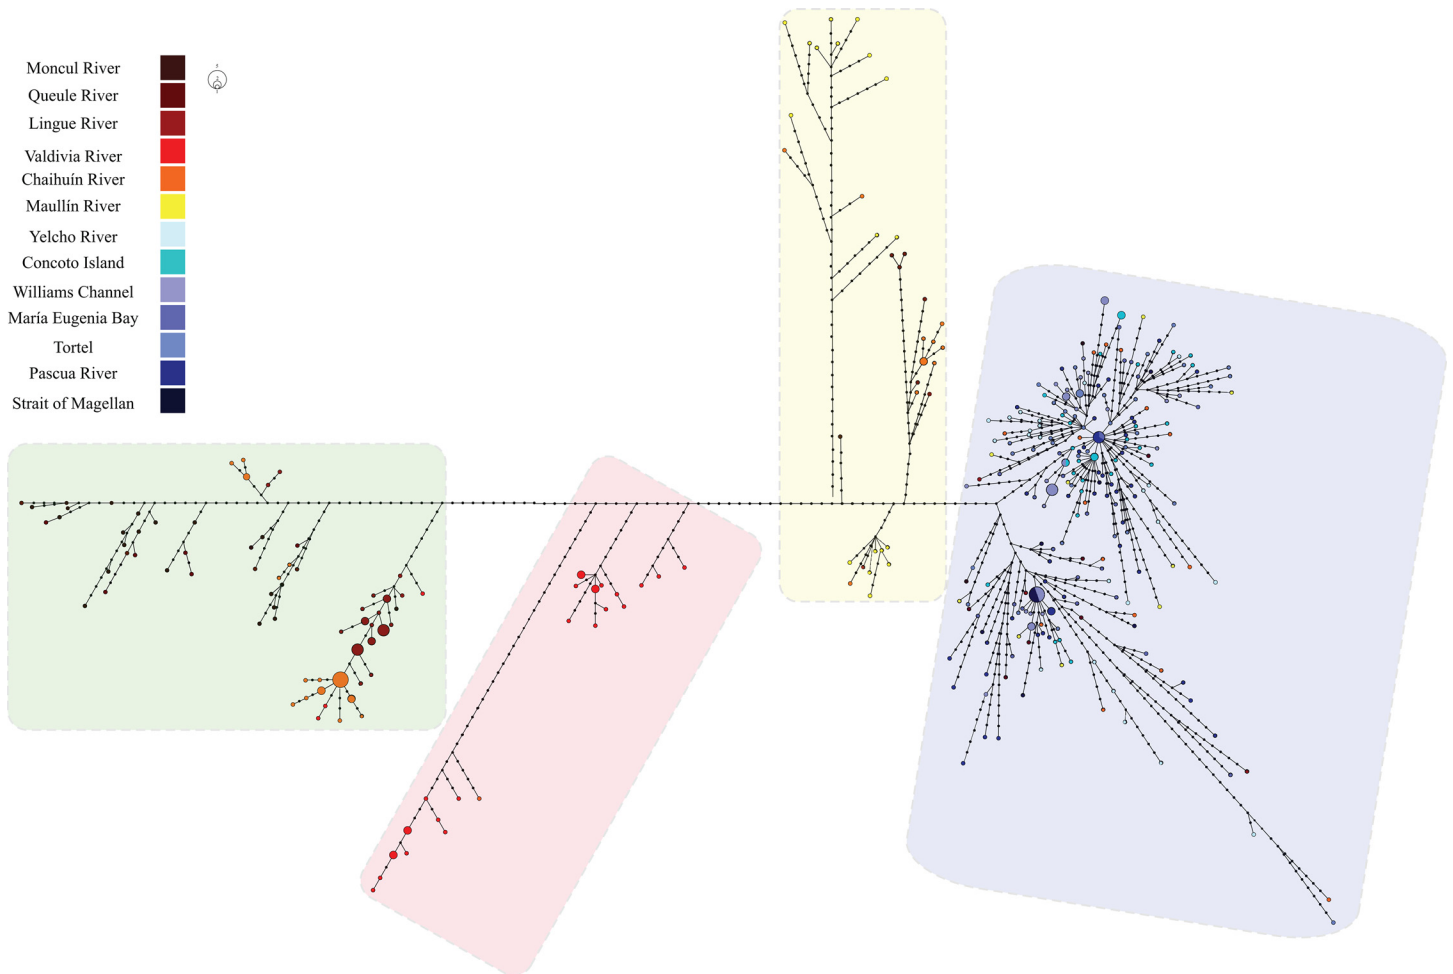 Moncul River
Queule River
Lingue River
Valdivia River
Chaihuín River
Maullín River
Yelcho River
Concoto Island
Williams Channel
María Eugenia Bay
Tortel
Pascua River
Strait of Magellan
5